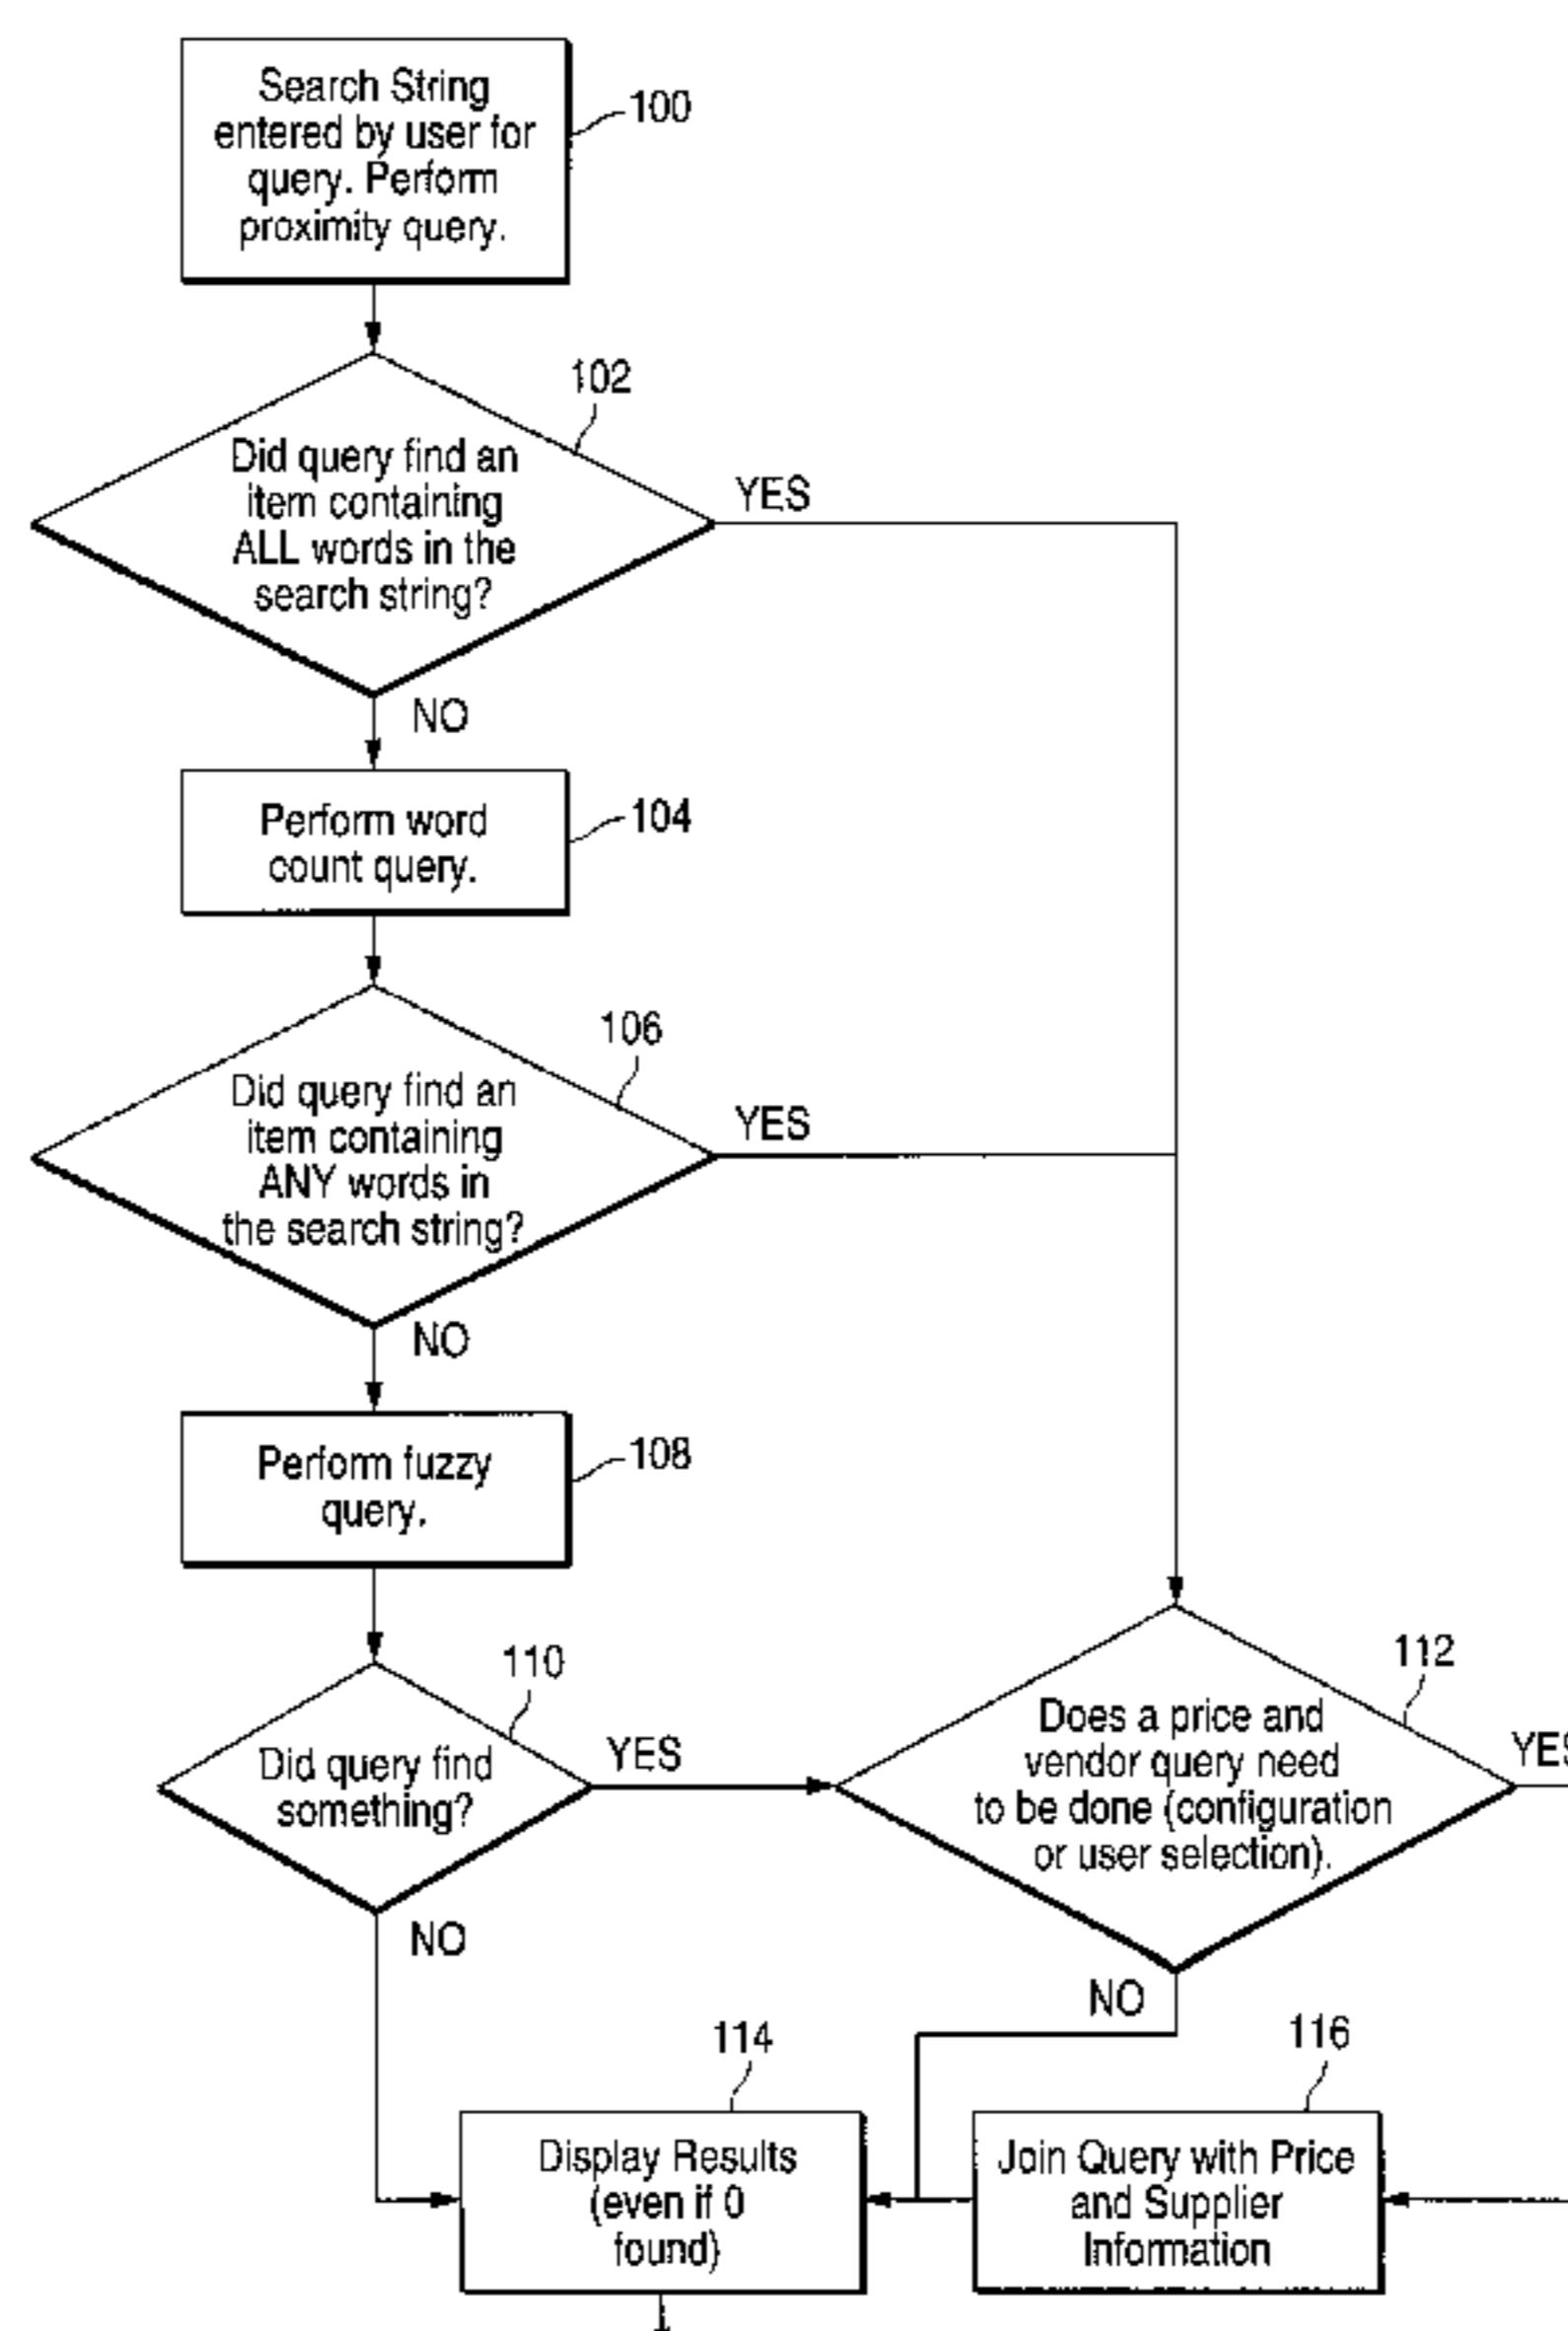 Search String
entered by user for
query. Perform
proximity query.
100
102
Did query find an
item containing
ALL words in the
search string?
YES
NO
Perform word
count query.
104
106
Did query find an
item containing
ANY words in
the search string?
YES
NO
Perform fuzzy
query.
108
110
Did query find
something?
YES
NO
112
Does a price and
vendor query need
to be done (configuration
or user selection).
YES
NO
114
Display Results
(even if 0
found)
116
Join Query with Price
and Supplier
Information